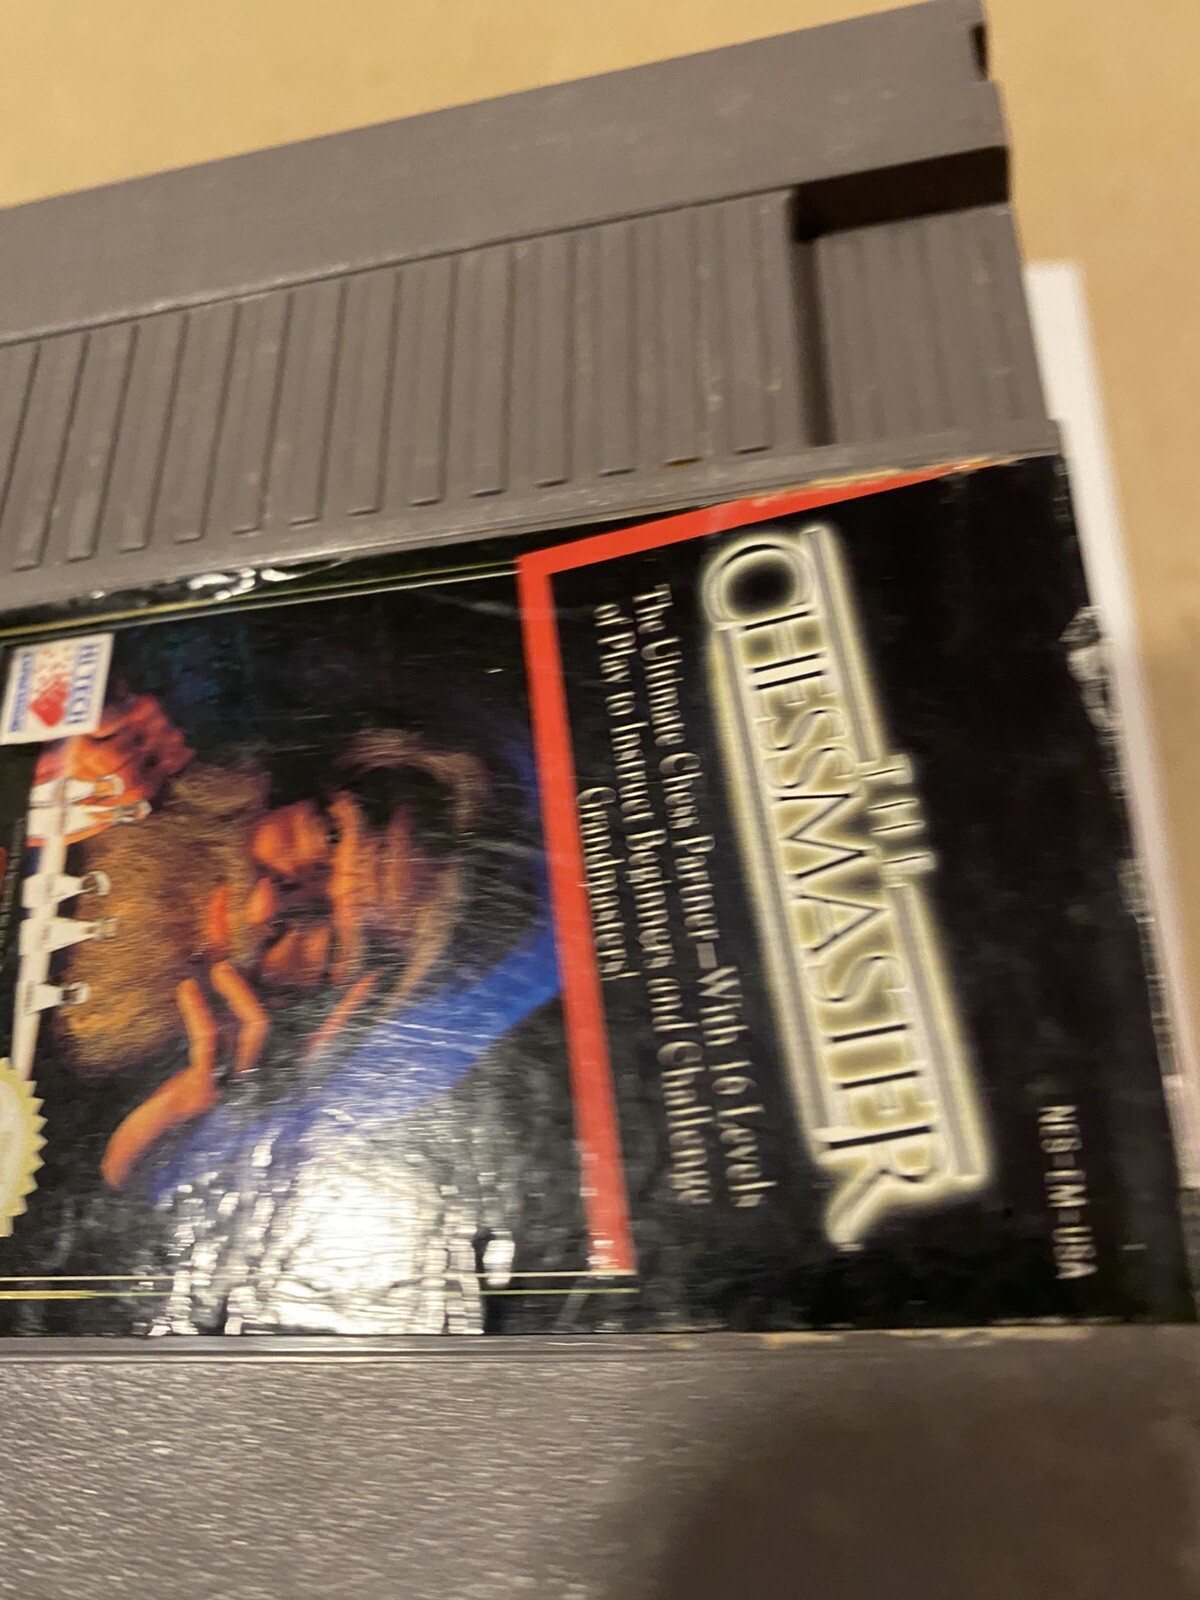 NES-EM-USA
THE
CHESSMASTER
The Ultimate Chess Partner—With 16 Levels
of Play to Instruct Beginners and Challenge
Grandmasters!
HI TECH
EXPRESSIONS